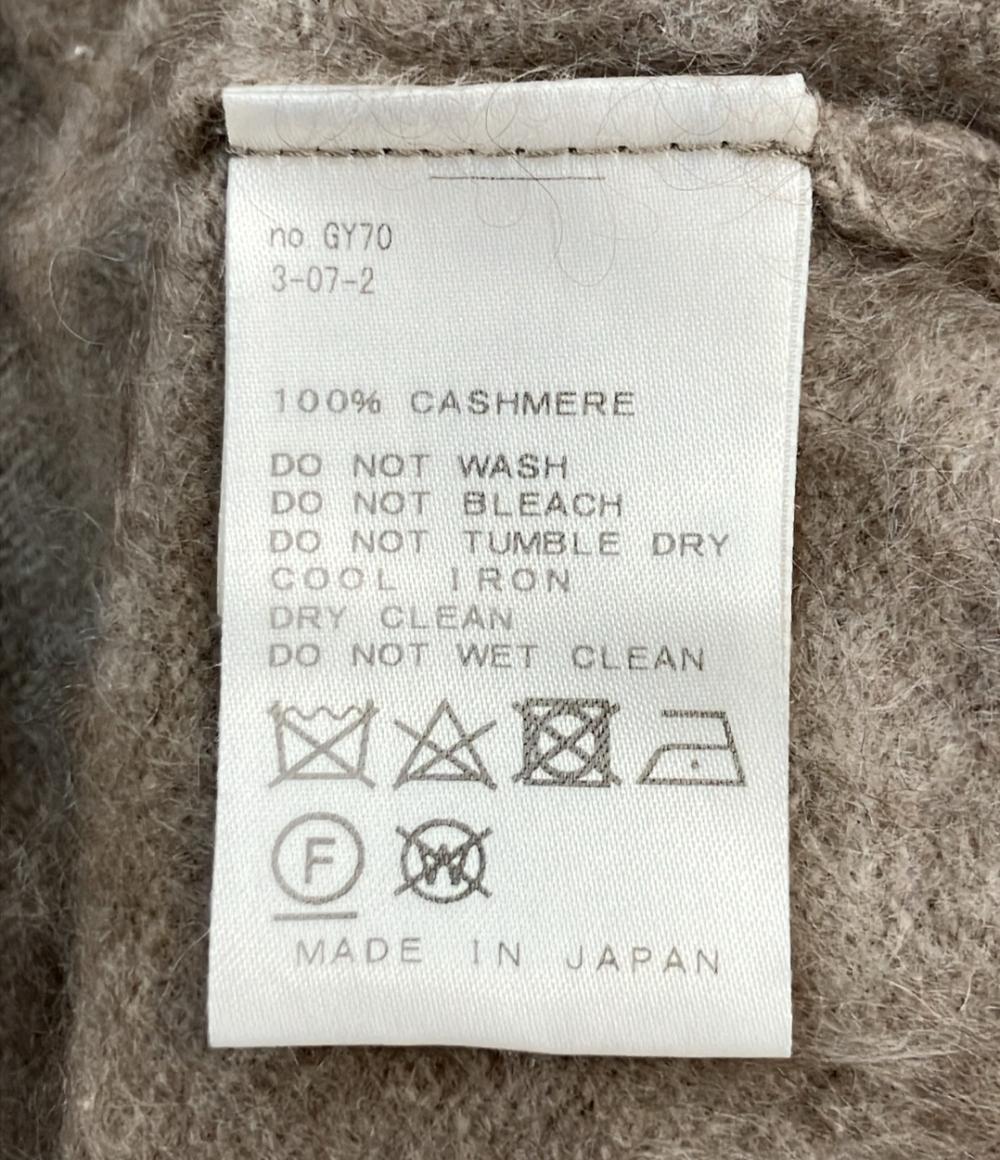 no GY70
3-07-2
100% CASHMERE
DO NOT WASH
DO NOT BLEACH
DO NOT TUMBLE DRY
COOL IRON
DRY CLEAN
DO NOT WET CLEAN
F W
MADE IN JAPAN